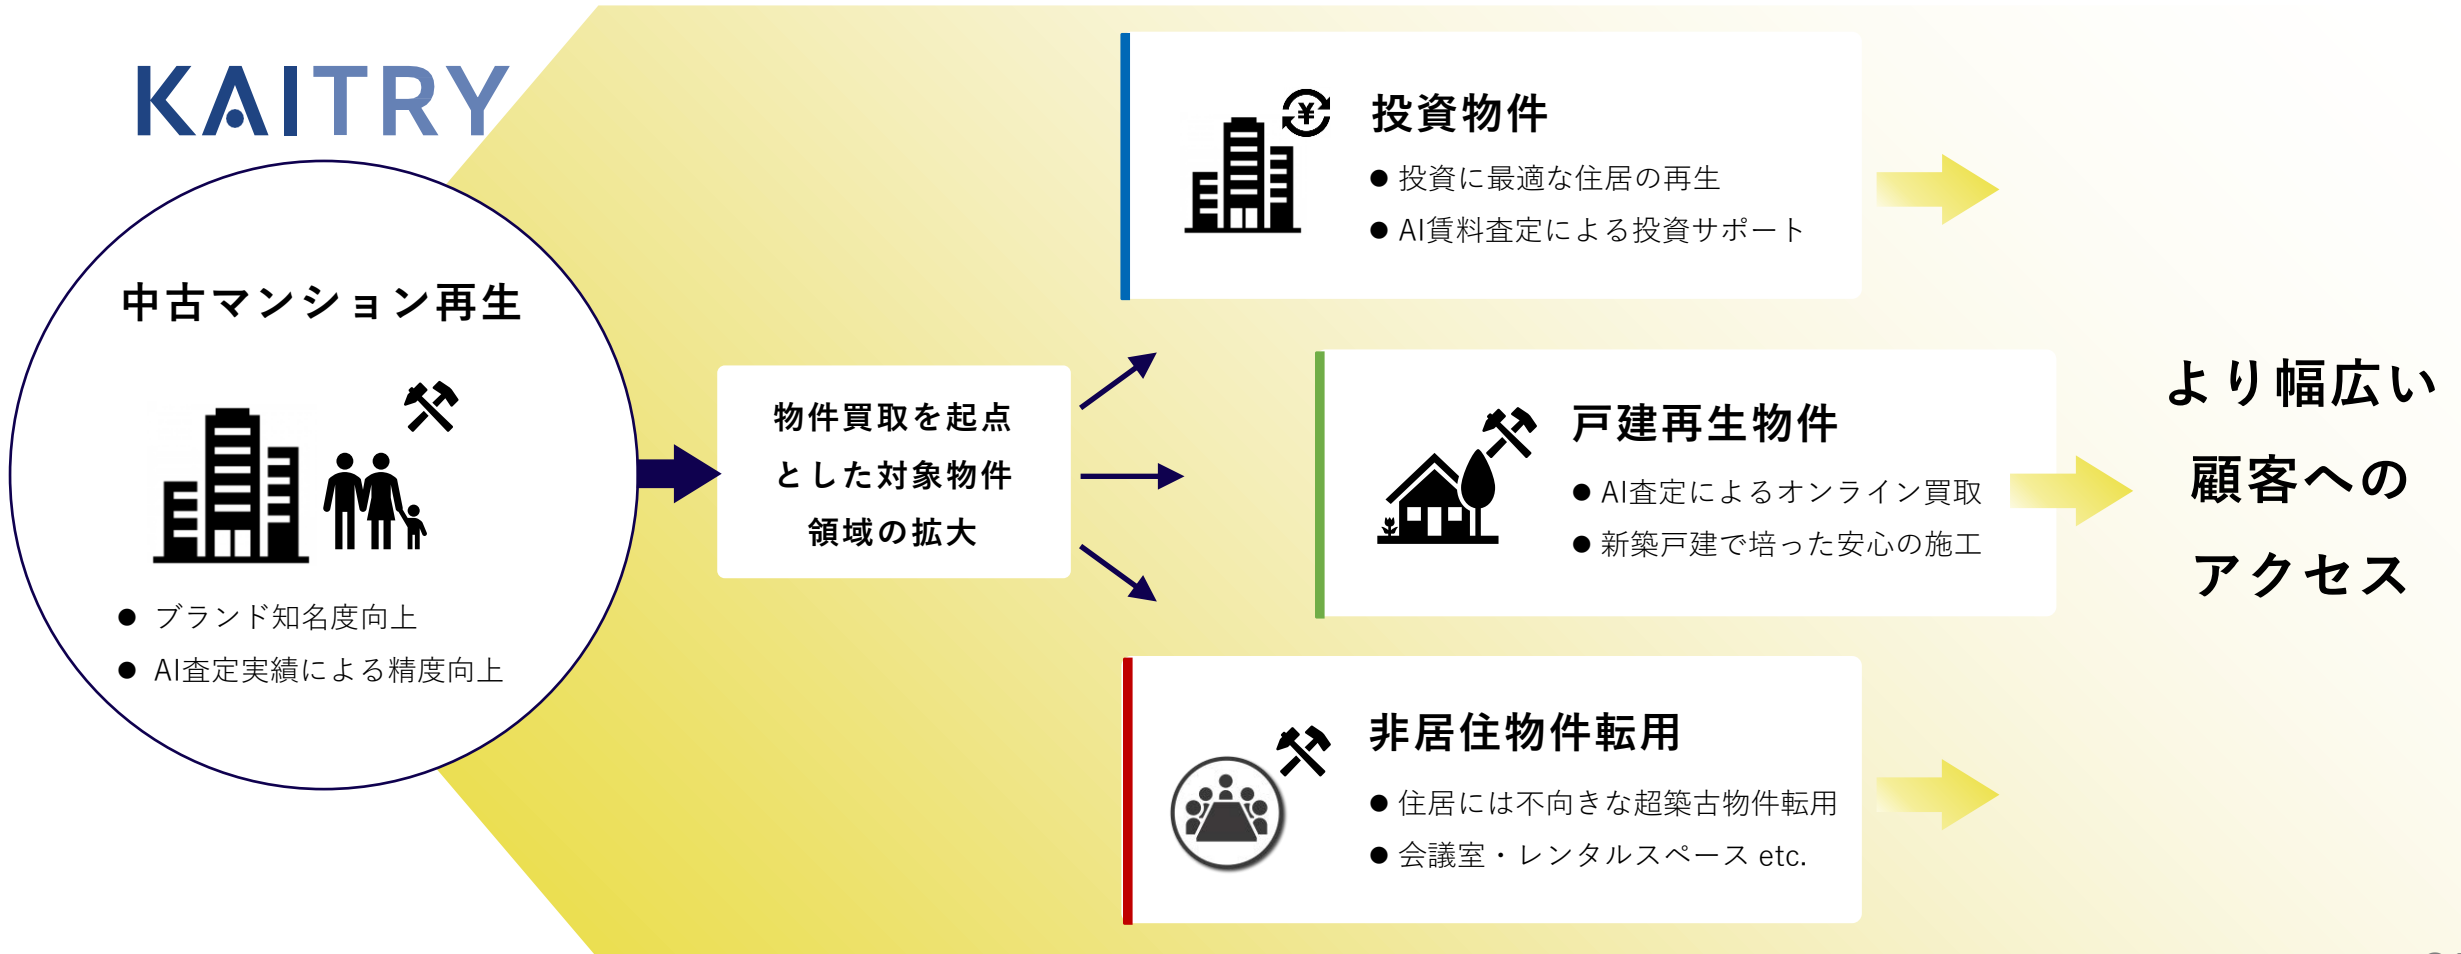 KAITRY
中古マンション再生
● ブランド知名度向上
● AI査定実績による精度向上
物件買取を起点
とした対象物件
領域の拡大
投資物件
● 投資に最適な住居の再生
● AI賃料査定による投資サポート
戸建再生物件
● AI査定によるオンライン買取
● 新築戸建で培った安心の施工
非居住物件転用
● 住居には不向きな超築古物件転用
● 会議室・レンタルスペース etc.
より幅広い
顧客への
アクセス